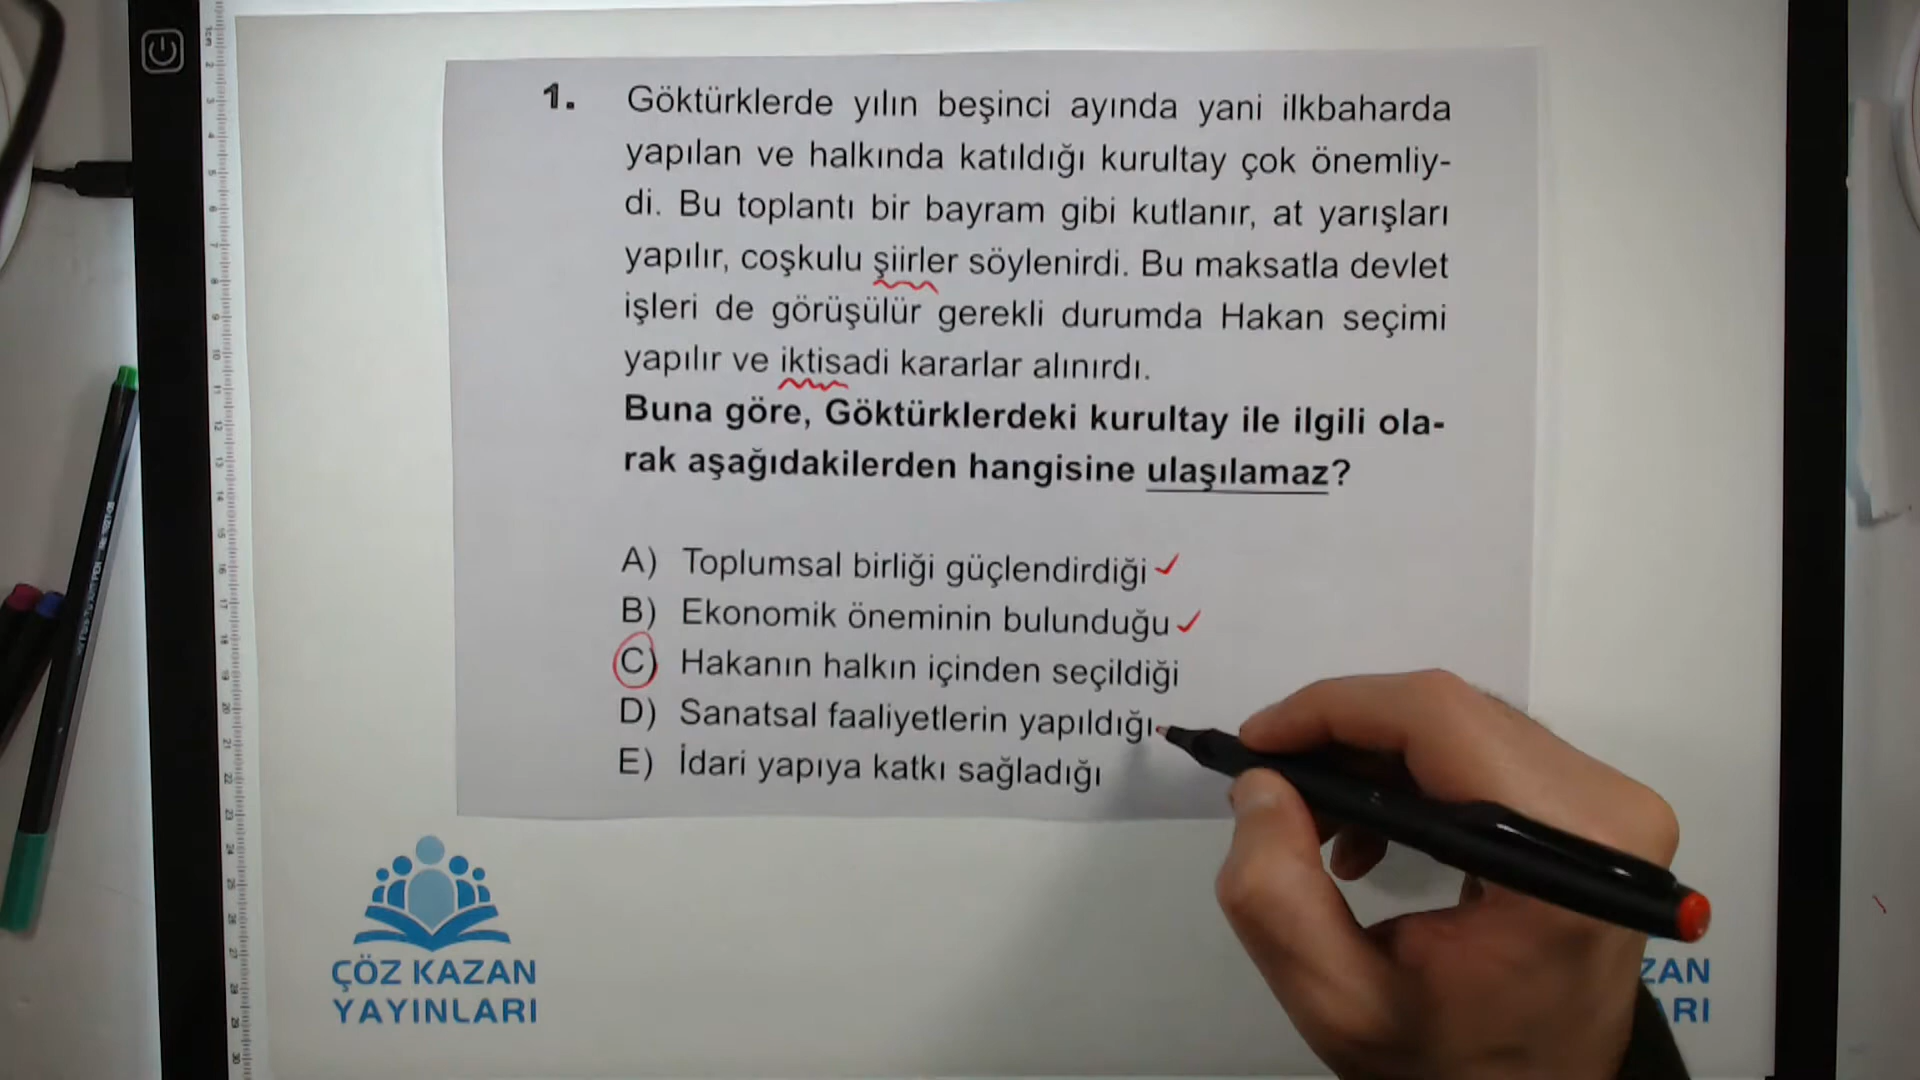 1. Göktürklerde yılın beşinci ayında yani ilkbaharda
yapılan ve halkında katıldığı kurultay çok önemliy-
di. Bu toplantı bir bayram gibi kutlanır, at yarışları
yapılır, coşkulu şiirler söylenirdi. Bu maksatla devlet
işleri de görüşülür gerekli durumda Hakan seçimi
yapılır ve iktisadi kararlar alınırdı.
Buna göre, Göktürklerdeki kurultay ile ilgili ola-
rak aşağıdakilerden hangisine ulaşılamaz?
A) Toplumsal birliği güçlendirdiği
B) Ekonomik öneminin bulunduğu
C) Hakanın halkın içinden seçildiği
D) Sanatsal faaliyetlerin yapıldığı
E) İdari yapıya katkı sağladığı
ÇÖZ KAZAN
YAYINLARI
ZAN
ARI